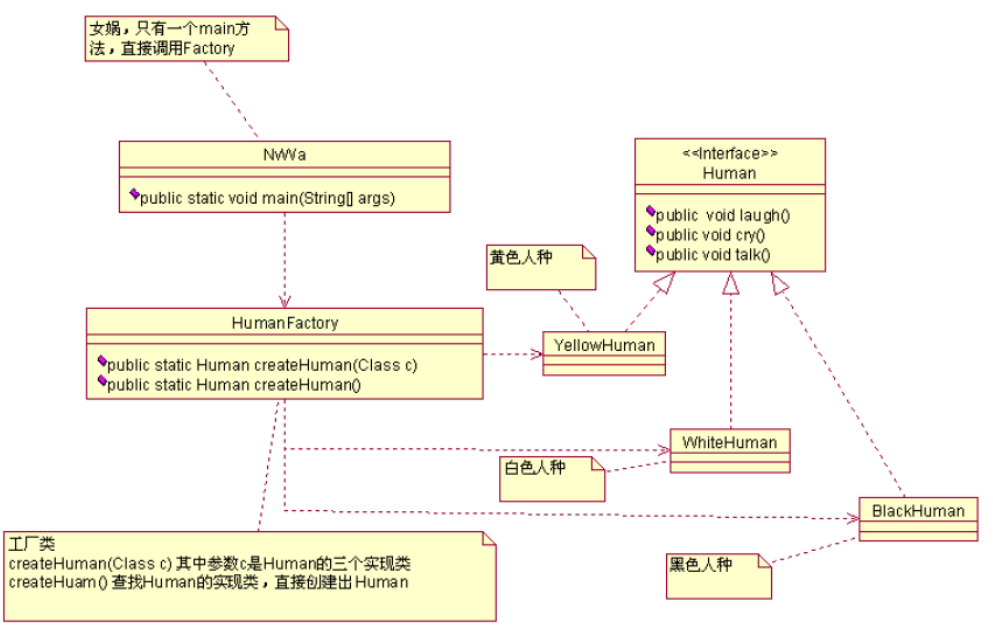 女娲，只有一个main方
法，直接调用Factory
NvWa
public static void main(String[] args)
<<Interface>>
Human
public void laugh()
public void cry()
public void talk()
黄色人种
HumanFactory
public static Human createHuman(Class c)
public static Human createHuman()
YellowHuman
WhiteHuman
白色人种
BlackHuman
工厂类
createHuman(Class c) 其中参数c是Human的三个实现类
createHuam() 查找Human的实现类，直接创建出Human
黑色人种